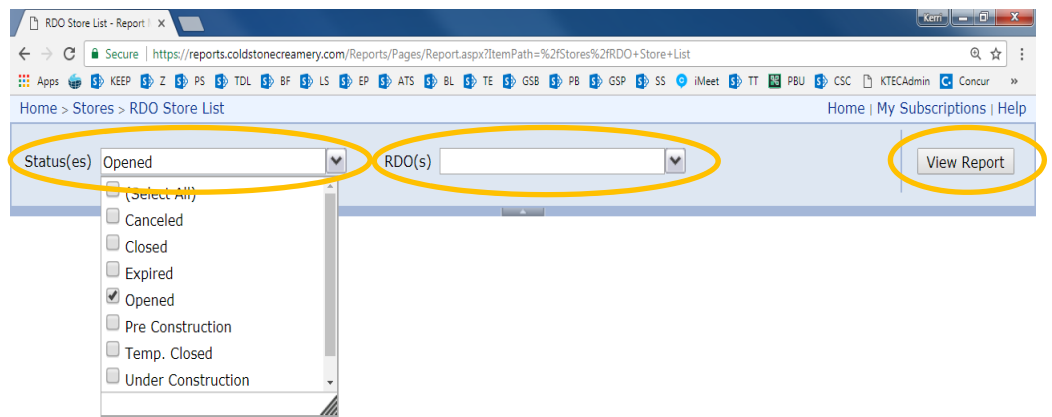 RDO Store List - Report
Kerri
Secure | https://reports.coldstonecreamery.com/Reports/Pages/Report.aspx?ItemPath=%2fStores%2fRDO+Store+List
Apps KEEP Z PS TDL BF LS EP ATS BL TE GSB PB GSP SS iMeet TT PBU CSC KTECAdmin Concur »
Home > Stores > RDO Store List Home | My Subscriptions | Help
Status(es) Opened RDO(s) View Report
(Select All)
Canceled
Closed
Expired
Opened
Pre Construction
Temp. Closed
Under Construction